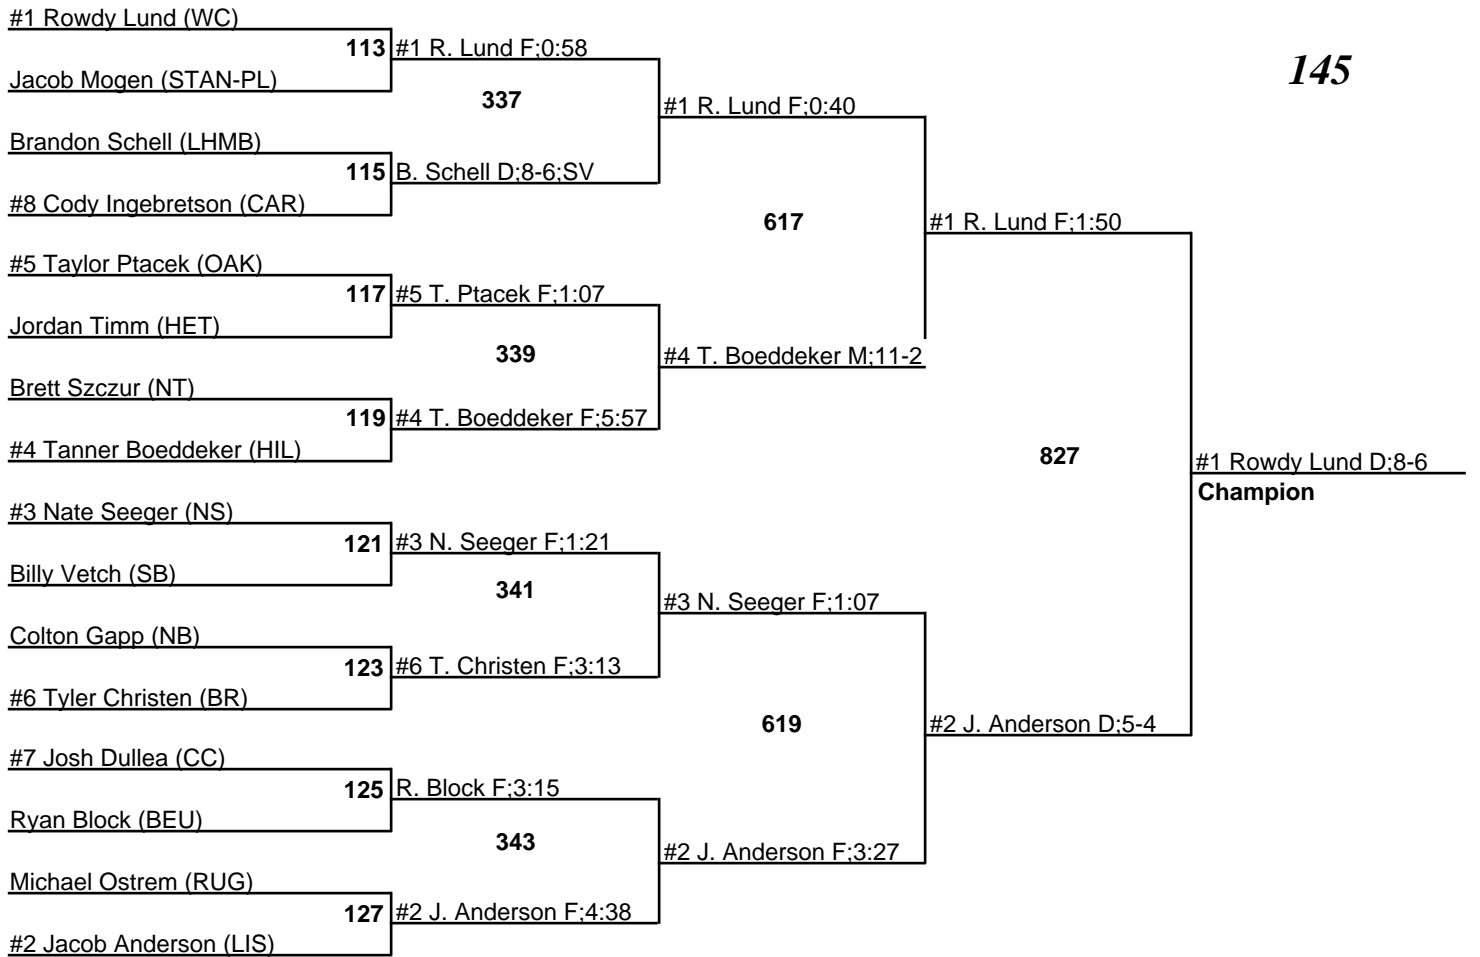 #1 Rowdy Lund (WC)
113 #1 R. Lund F;0:58
145
Jacob Mogen (STAN-PL)
337
#1 R. Lund F;0:40
Brandon Schell (LHMB)
115 B. Schell D;8-6;SV
#8 Cody Ingebretson (CAR)
617
#1 R. Lund F;1:50
#5 Taylor Ptacek (OAK)
117 #5 T. Ptacek F;1:07
Jordan Timm (HET)
339
#4 T. Boeddeker M;11-2
Brett Szczur (NT)
119 #4 T. Boeddeker F;5:57
#4 Tanner Boeddeker (HIL)
827
#1 Rowdy Lund D;8-6
Champion
#3 Nate Seeger (NS)
121 #3 N. Seeger F;1:21
Billy Vetch (SB)
341
#3 N. Seeger F;1:07
Colton Gapp (NB)
123 #6 T. Christen F;3:13
#6 Tyler Christen (BR)
619
#2 J. Anderson D;5-4
#7 Josh Dullea (CC)
125 R. Block F;3:15
Ryan Block (BEU)
343
#2 J. Anderson F;3:27
Michael Ostrem (RUG)
127 #2 J. Anderson F;4:38
#2 Jacob Anderson (LIS)